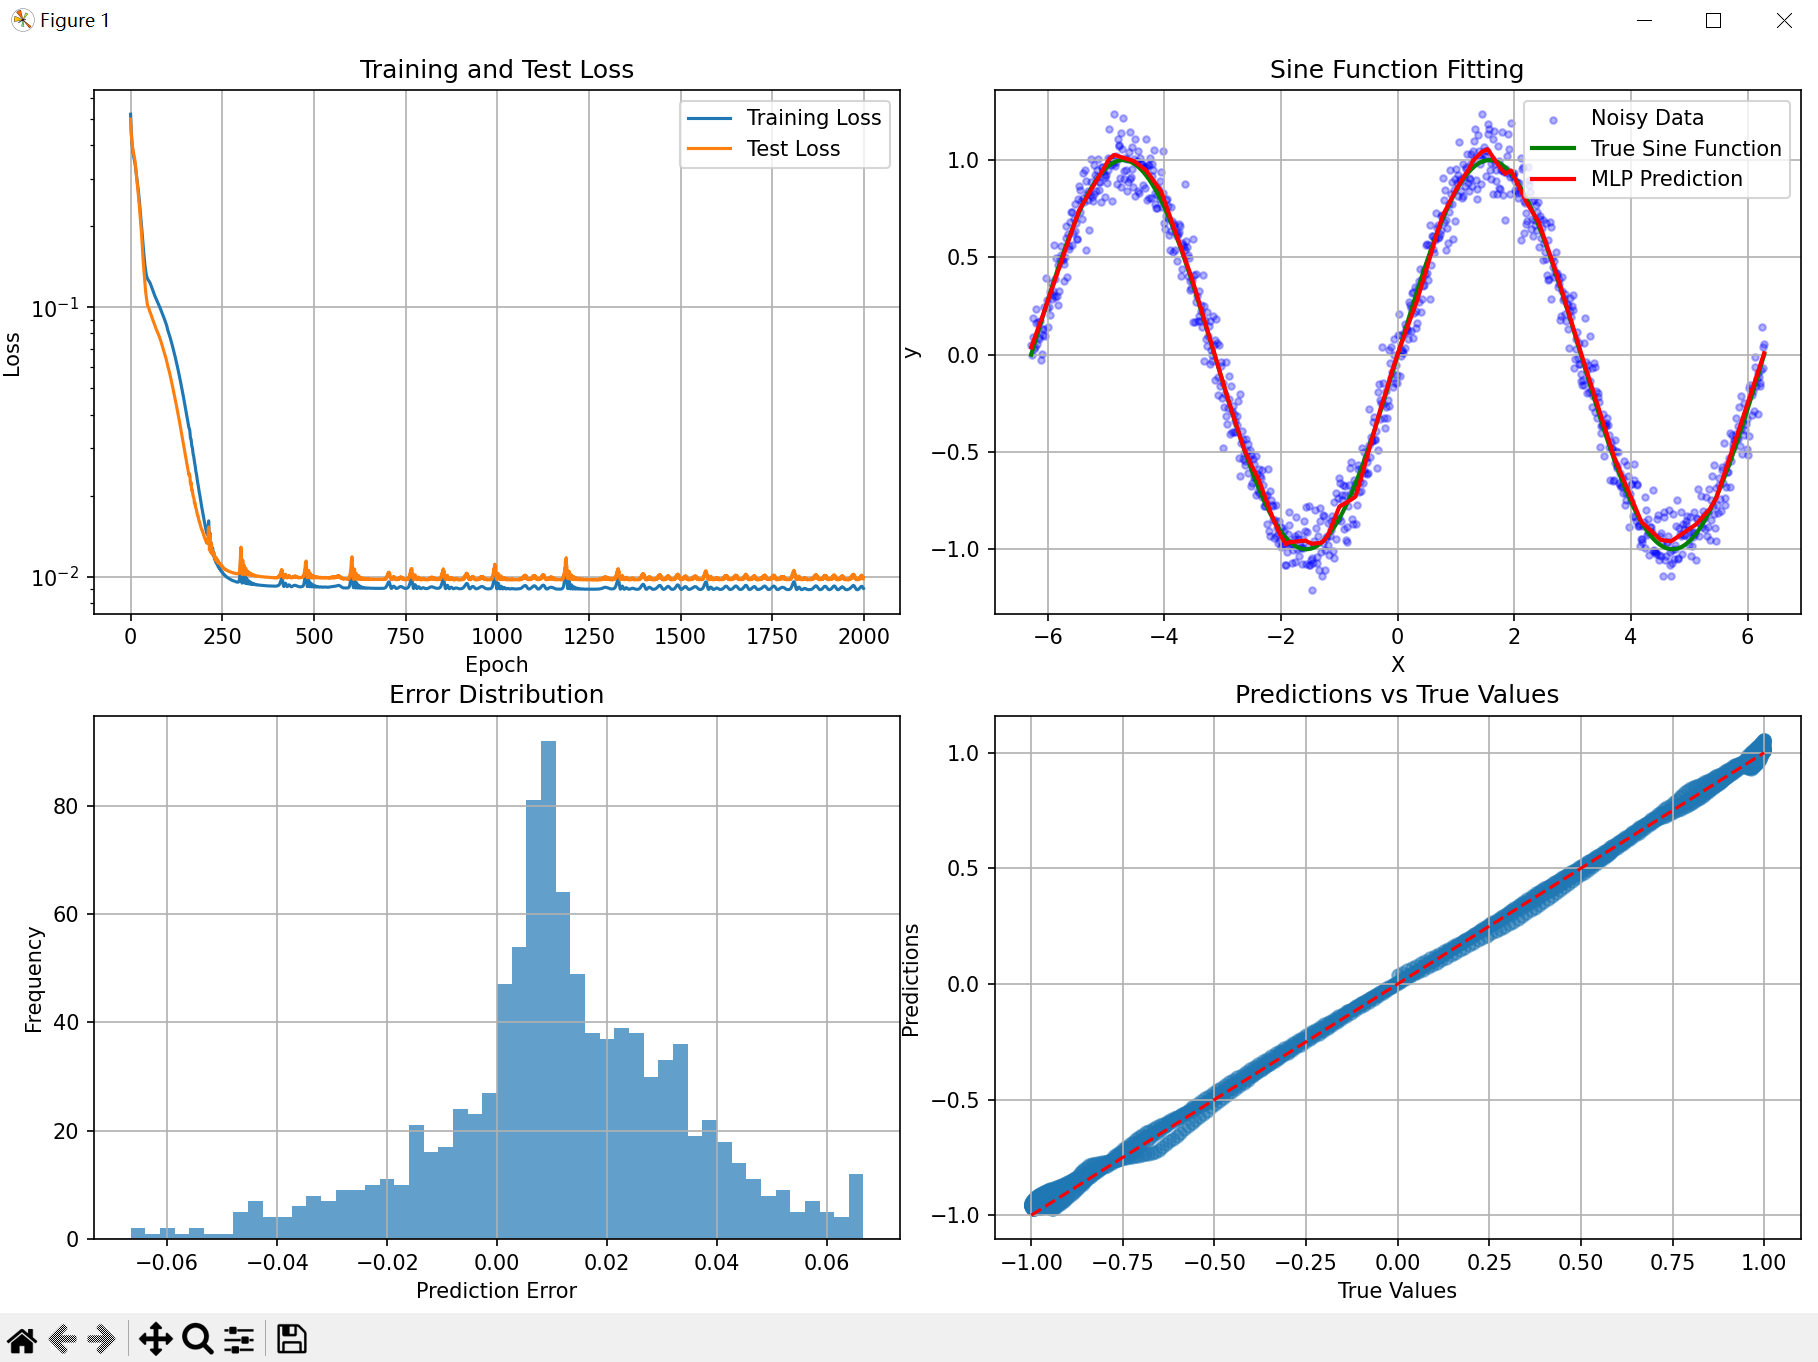 Figure 1
Training and Test Loss
Training Loss
Test Loss
10⁻¹
10⁻²
Loss
0 250 500 750 1000 1250 1500 1750 2000
Epoch
Sine Function Fitting
Noisy Data
True Sine Function
MLP Prediction
1.0
0.5
0.0
−0.5
−1.0
y
−6 −4 −2 0 2 4 6
X
Error Distribution
80
60
40
20
0
Frequency
−0.06 −0.04 −0.02 0.00 0.02 0.04 0.06
Prediction Error
Predictions vs True Values
1.0
0.5
0.0
−0.5
−1.0
Predictions
−1.00 −0.75 −0.50 −0.25 0.00 0.25 0.50 0.75 1.00
True Values